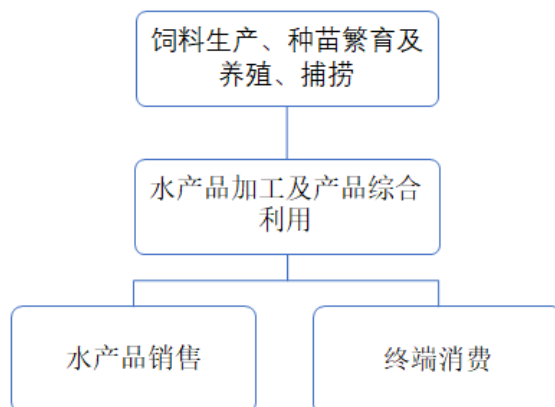 饲料生产、种苗繁育及
养殖、捕捞
水产品加工及产品综合
利用
水产品销售
终端消费